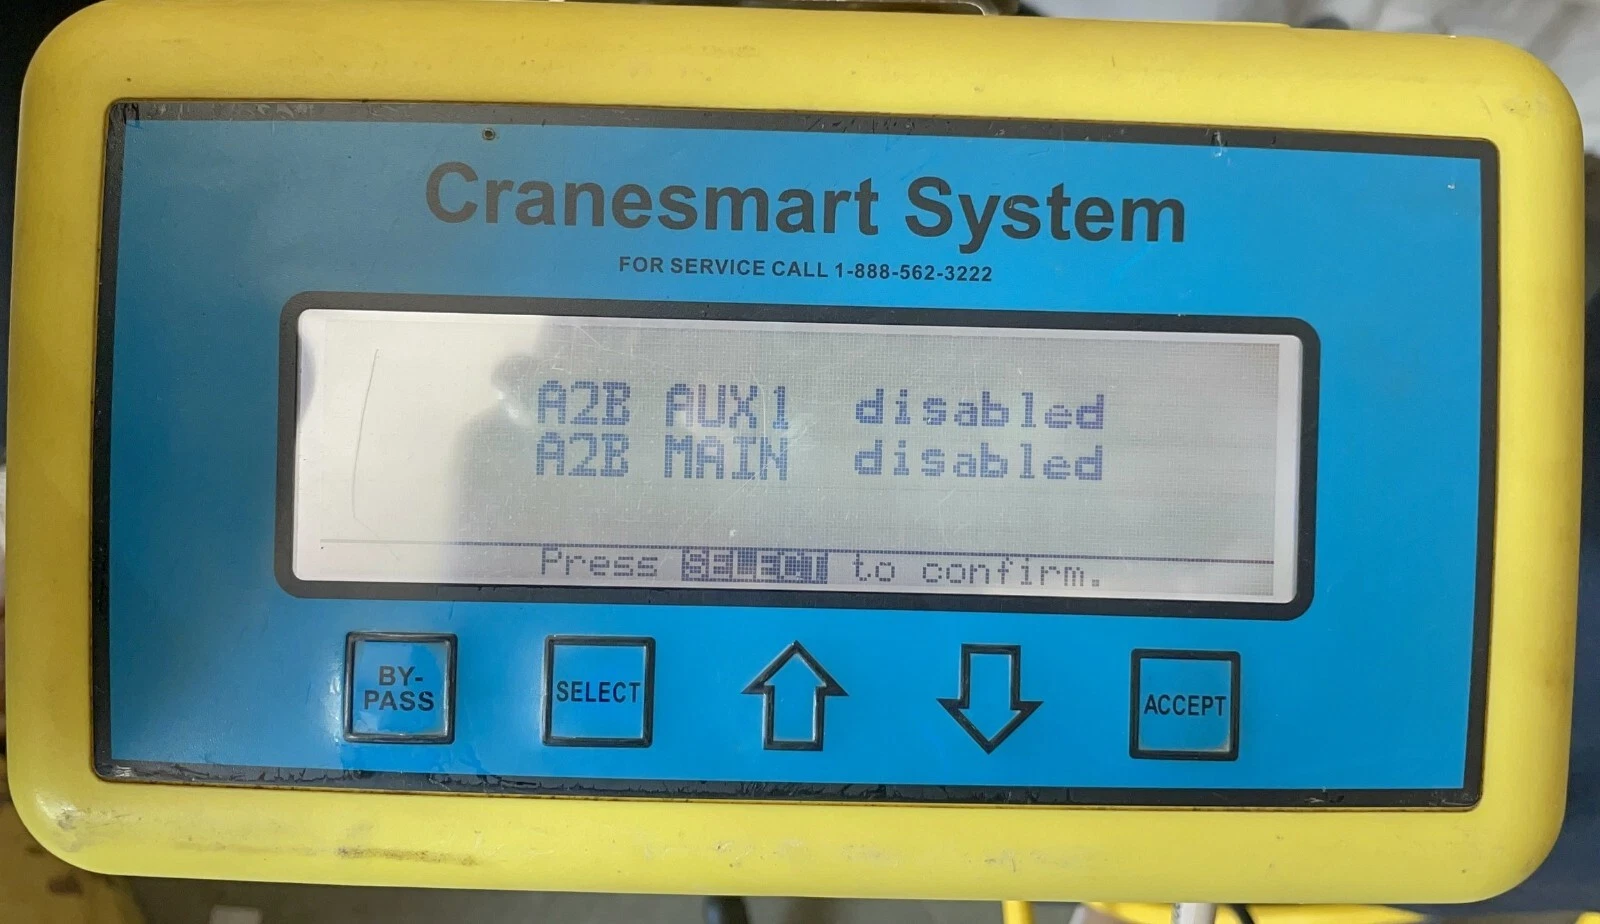 Cranesmart System
FOR SERVICE CALL 1-888-562-3222
A2B AUX1 disabled
A2B MAIN disabled
Press SELECT to confirm.
BY-
PASS
SELECT
ACCEPT